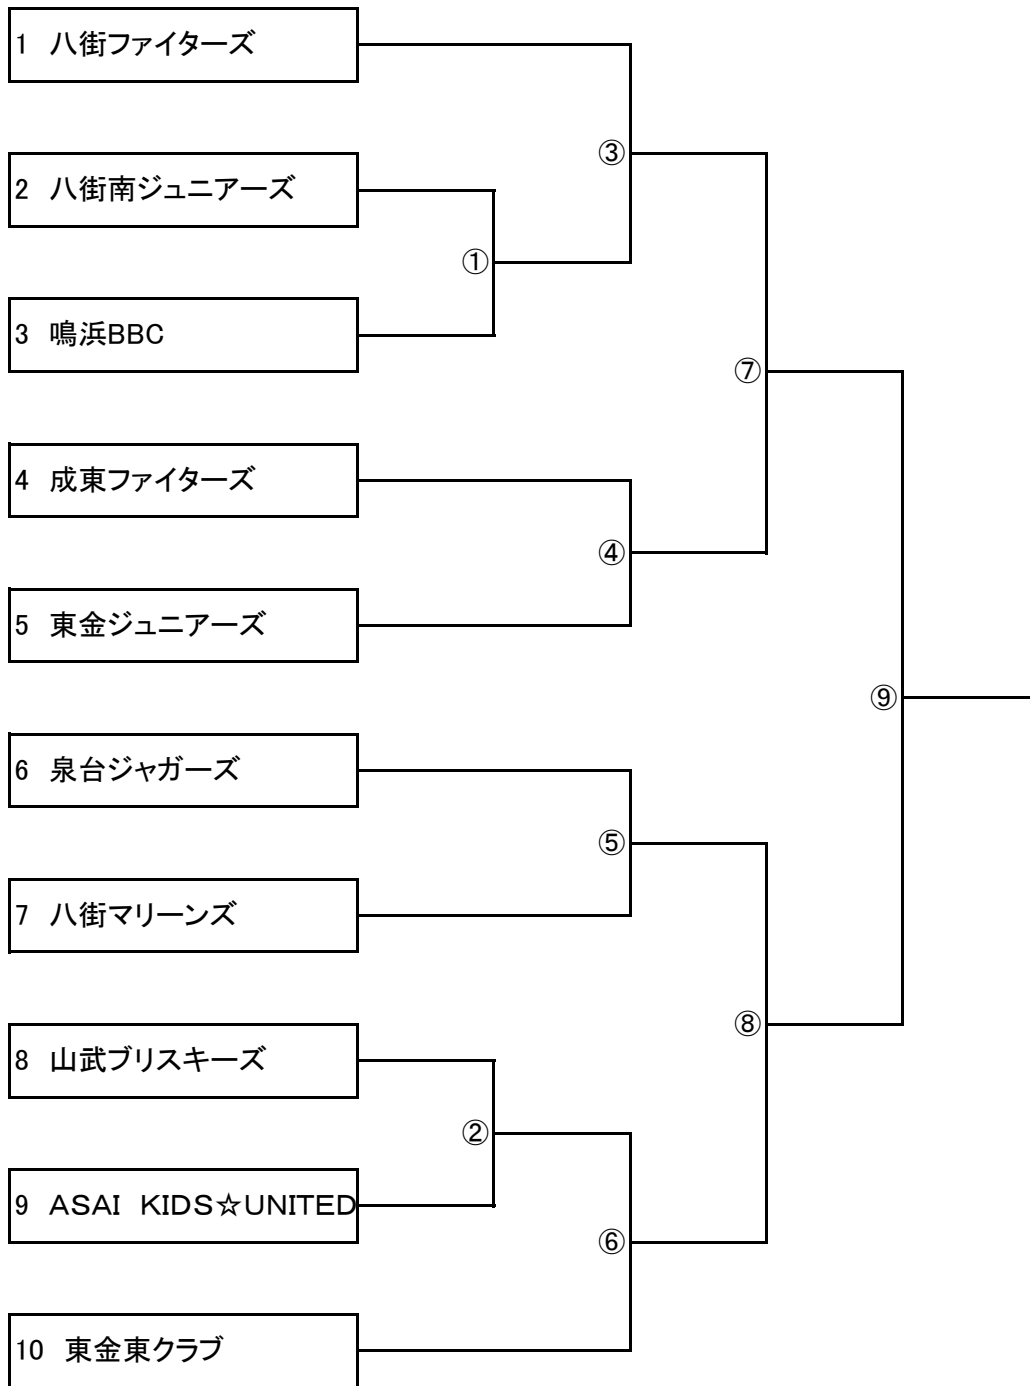 1 八街ファイターズ
③
2 八街南ジュニアーズ
①
3 鳴浜BBC
⑦
4 成東ファイターズ
④
5 東金ジュニアーズ
⑨
6 泉台ジャガーズ
⑤
7 八街マリーンズ
⑧
8 山武ブリスキーズ
②
9 ASAI KIDS☆UNITED
⑥
10 東金東クラブ